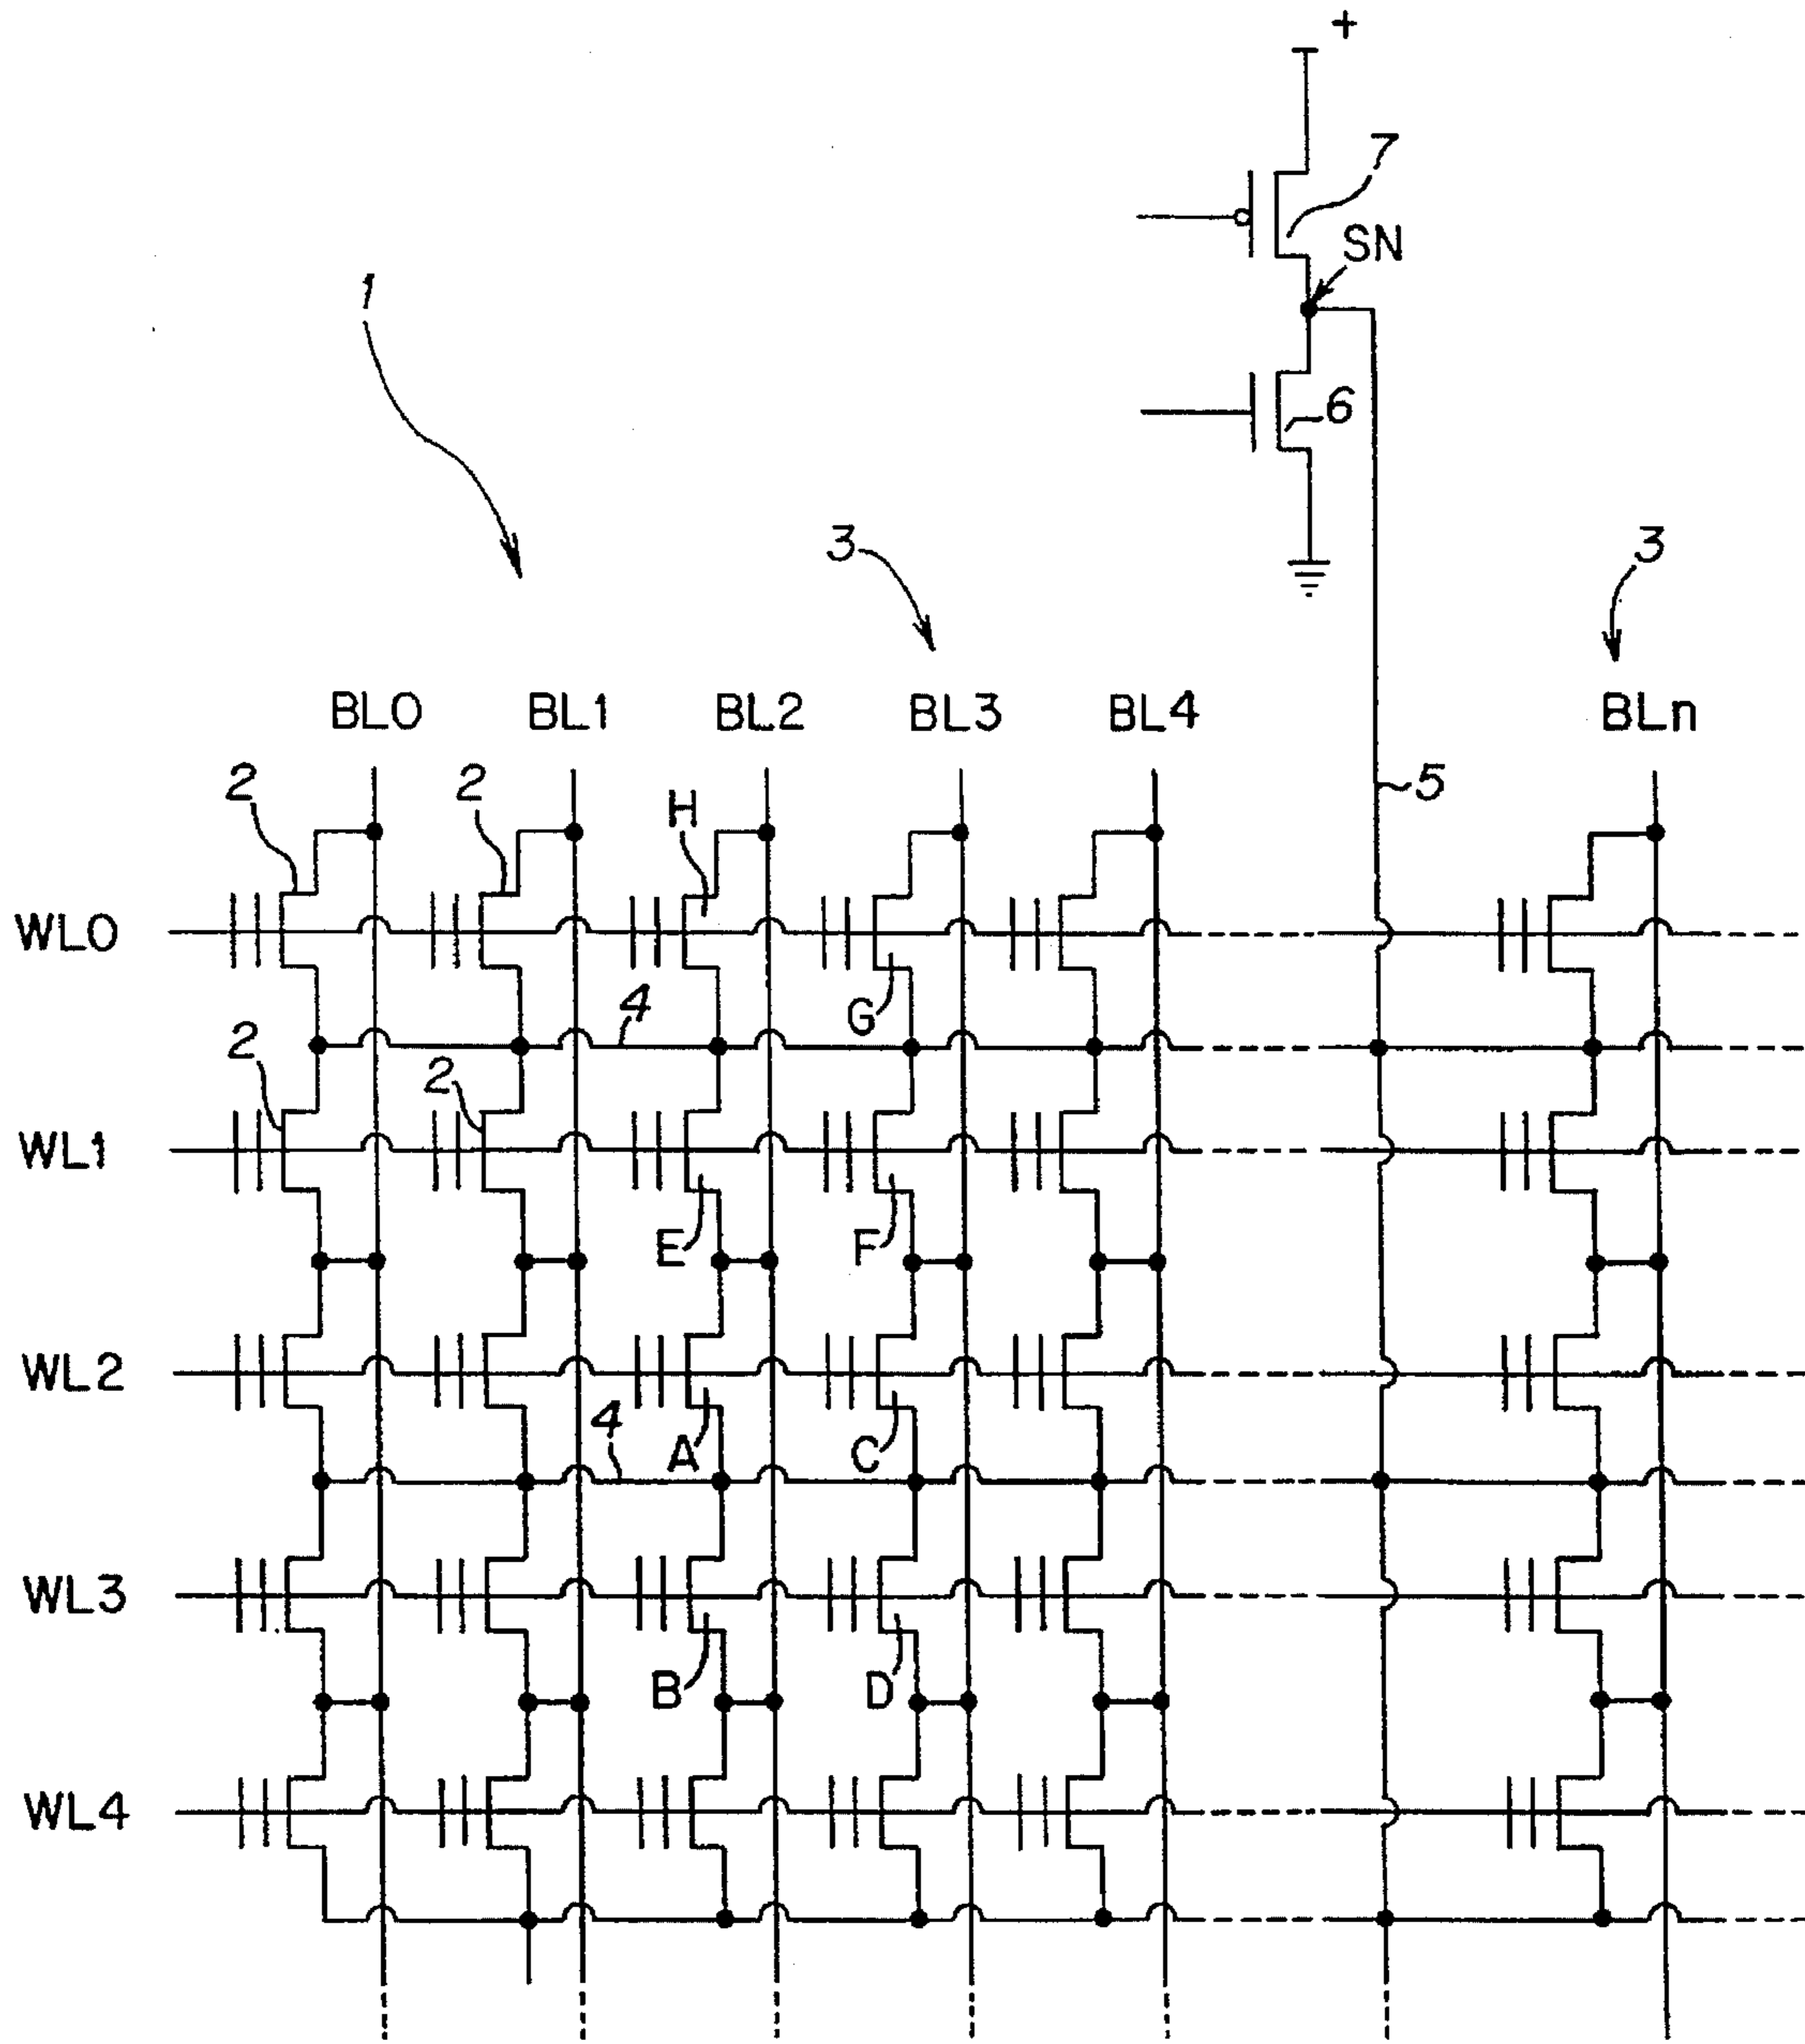 +
7
SN
1
6
3
3
BL0 BL1 BL2 BL3 BL4 BLn
2 2 H 5
WL0
G
4
2 2
WL1
E F
WL2
4 A C
WL3
B D
WL4